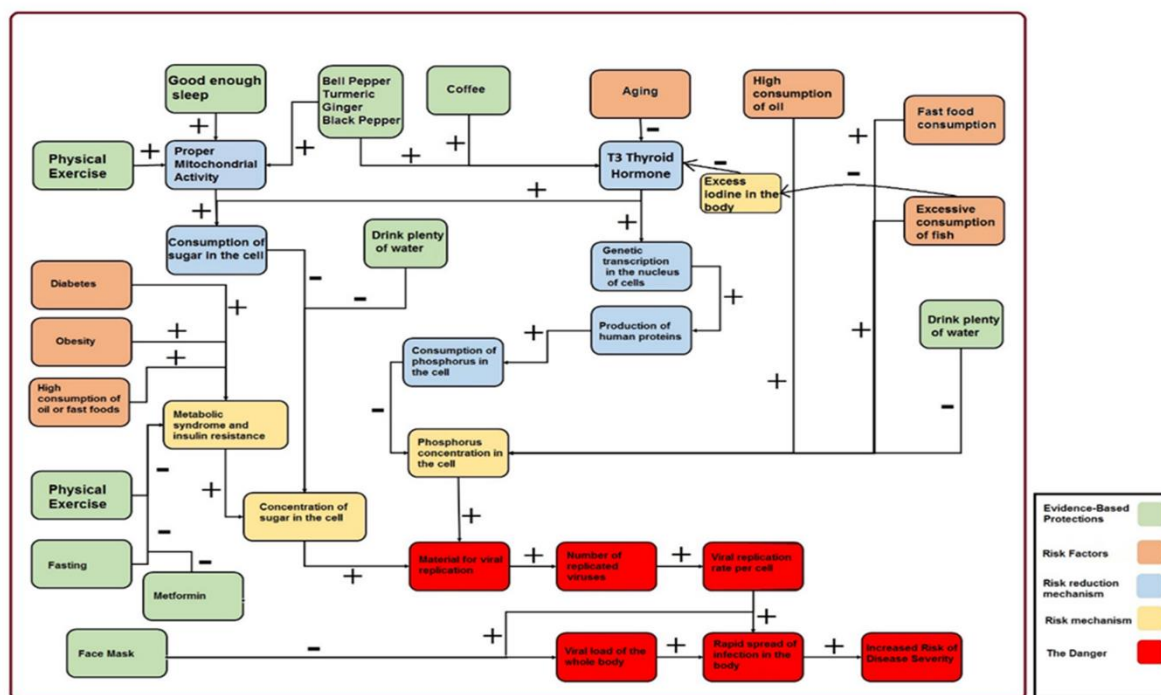 Good enough
sleep
Bell Pepper
Turmeric
Ginger
Black Pepper
Coffee
Aging
High
consumption
of oil
Fast food
consumption
+
+
-
+
+
Physical
Exercise
+
Proper
Mitochondrial
Activity
+
T3 Thyroid
Hormone
-
Excess
iodine in the
body
-
Excessive
consumption
of fish
+
+
+
Consumption of
sugar in the cell
Drink plenty
of water
Genetic
transcription
in the nucleus
of cells
-
-
Diabetes
+
+
+
Drink plenty
of water
Obesity
+
Production of
human proteins
+
Consumption of
phosphorus in
the cell
+
High
consumption of
oil or fast foods
+
-
-
Metabolic
syndrome and
insulin resistance
Phosphorus
concentration in
the cell
-
Physical
Exercise
+
+
Concentration of
sugar in the cell
-
Fasting
-
Metformin
+
Material for viral
replication
+
Number of
replicated
viruses
+
Viral replication
rate per cell
+
+
Face Mask
-
Viral load of the
whole body
+
Rapid spread of
infection in the
body
+
Increased Risk of
Disease Severity
Evidence-Based
Protections
Risk Factors
Risk reduction
mechanism
Risk mechanism
The Danger